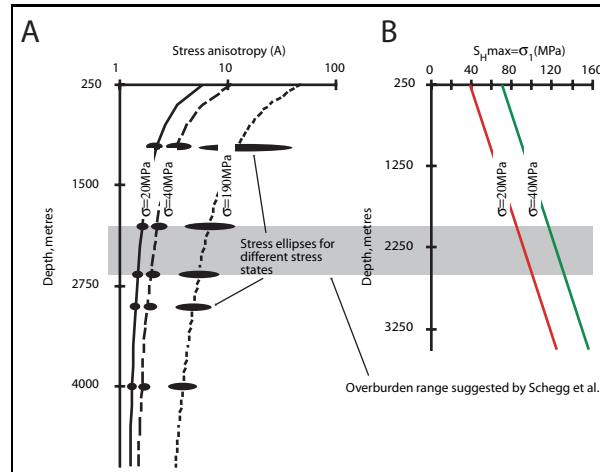 A
Stress anisotropy (A)
1 10 100
250
1500
2750
4000
Depth, metres
σ=20MPa
σ=40MPa
σ=190MPa
Stress ellipses for
different stress
states
B
SHmax=σ1(MPa)
0 40 80 120 160
250
1250
2250
3250
Depth, metres
σ=20MPa
σ=40MPa
Overburden range suggested by Schegg et al.